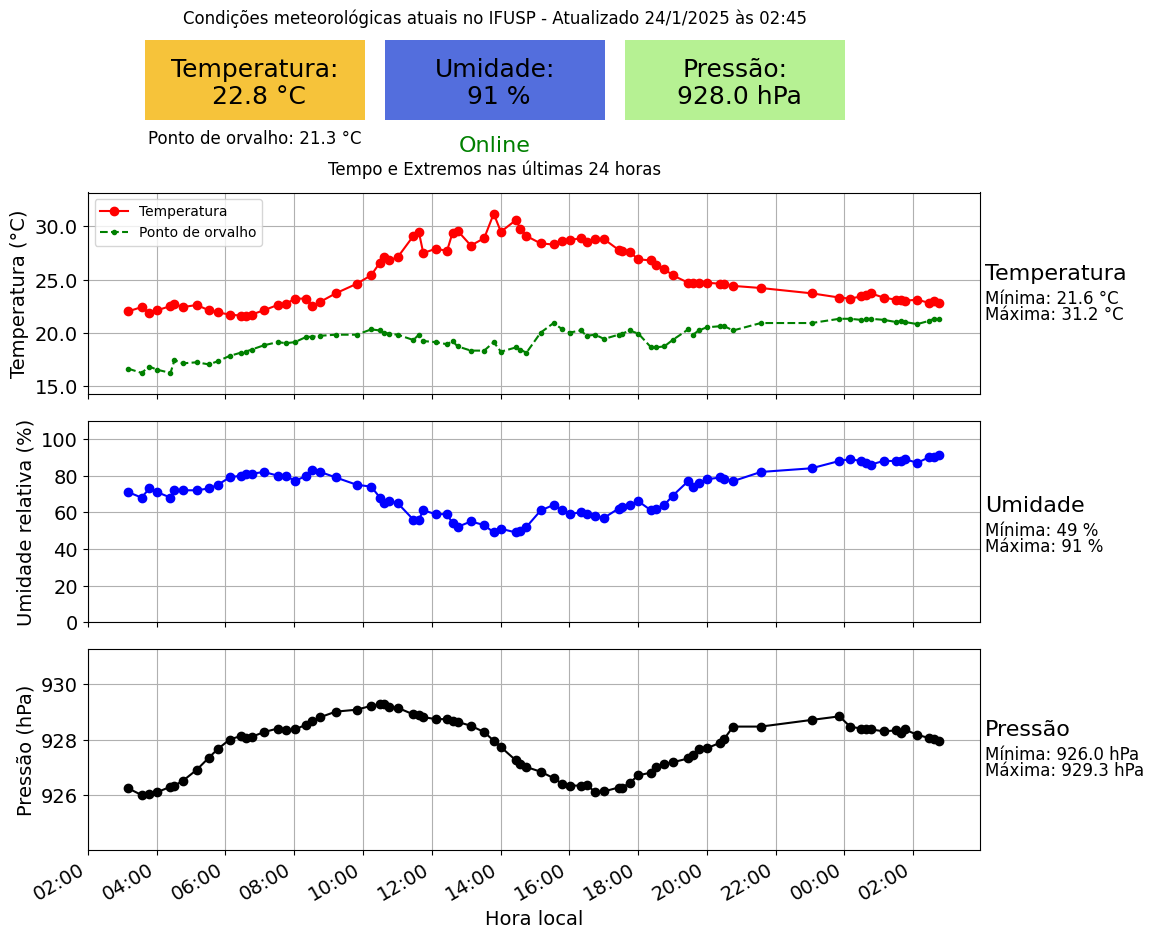 Condições meteorológicas atuais no IFUSP - Atualizado 24/1/2025 às 02:45
Temperatura:
22.8 °C
Umidade:
91 %
Pressão:
928.0 hPa
Ponto de orvalho: 21.3 °C
Online
Tempo e Extremos nas últimas 24 horas
Temperatura
Ponto de orvalho
Temperatura (°C)
30.0
25.0
20.0
15.0
Temperatura
Mínima: 21.6 °C
Máxima: 31.2 °C
Umidade relativa (%)
100
80
60
40
20
0
Umidade
Mínima: 49 %
Máxima: 91 %
Pressão (hPa)
930
928
926
Pressão
Mínima: 926.0 hPa
Máxima: 929.3 hPa
02:00 04:00 06:00 08:00 10:00 12:00 14:00 16:00 18:00 20:00 22:00 00:00 02:00
Hora local